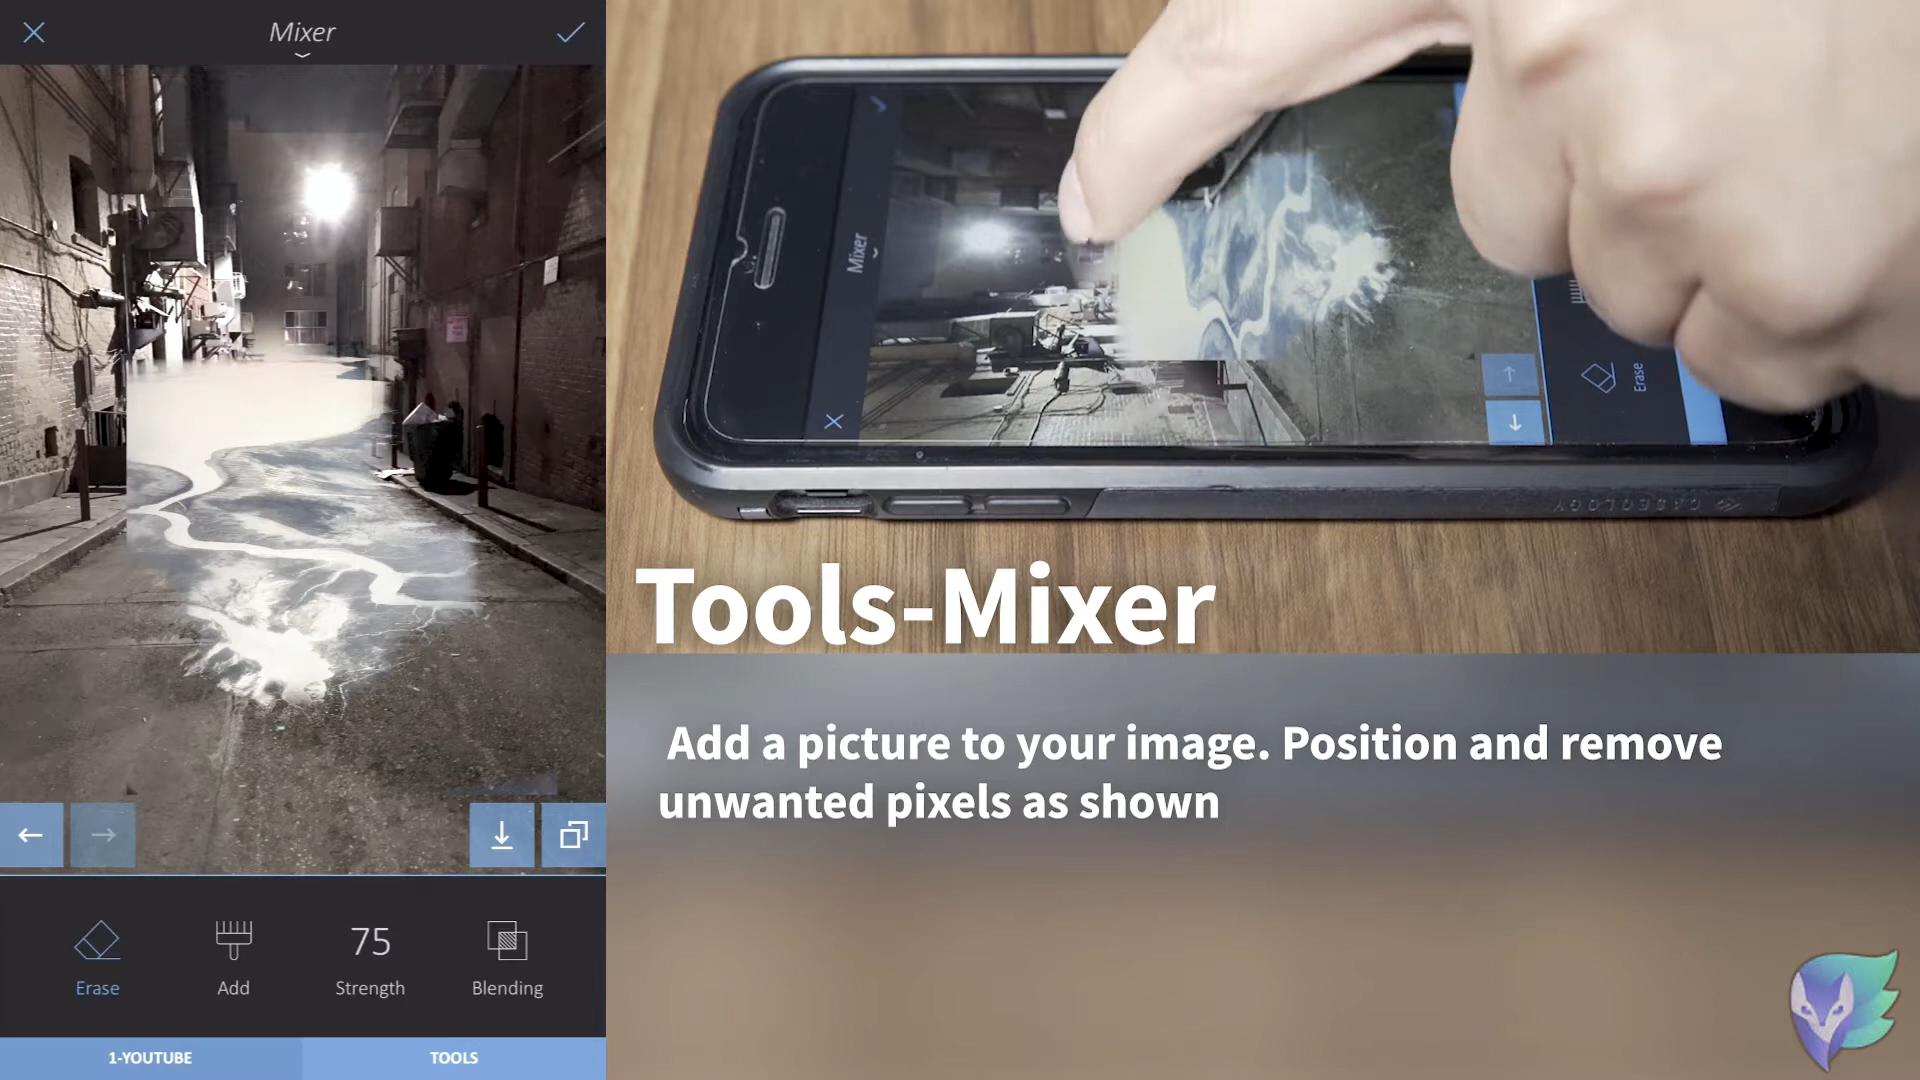 Mixer
Erase
Add
75
Strength
Blending
1-YOUTUBE
TOOLS
Mixer
Erase
CASEOLOGY
Tools-Mixer
Add a picture to your image. Position and remove
unwanted pixels as shown